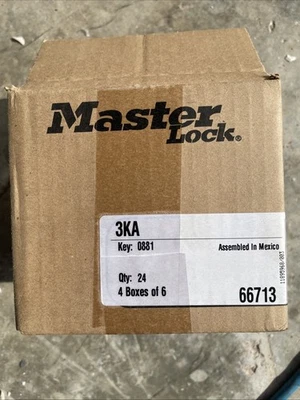 Master
Lock®
3KA
Key: 0881 Assembled In Mexico
Qty: 24
4 Boxes of 6 66713